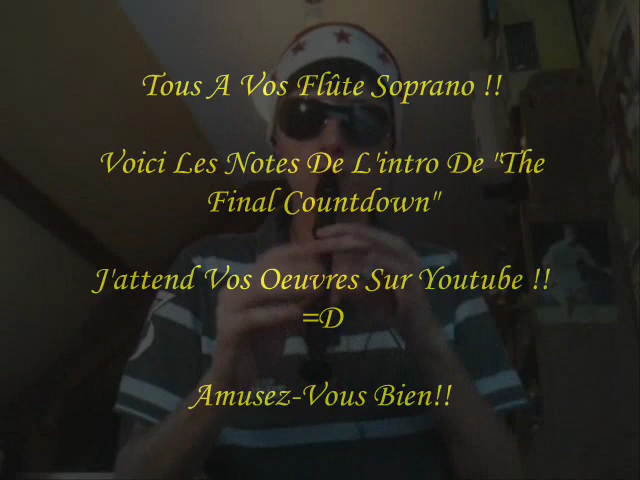 Tous A Vos Flûte Soprano !!
Voici Les Notes De L'intro De "The
Final Countdown"
J'attend Vos Oeuvres Sur Youtube !!
=D
Amusez-Vous Bien!!